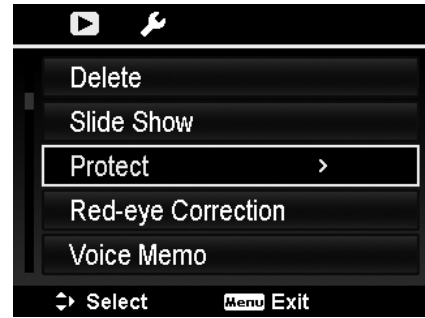 Delete
Slide Show
Protect >
Red-eye Correction
Voice Memo
Select Menu Exit